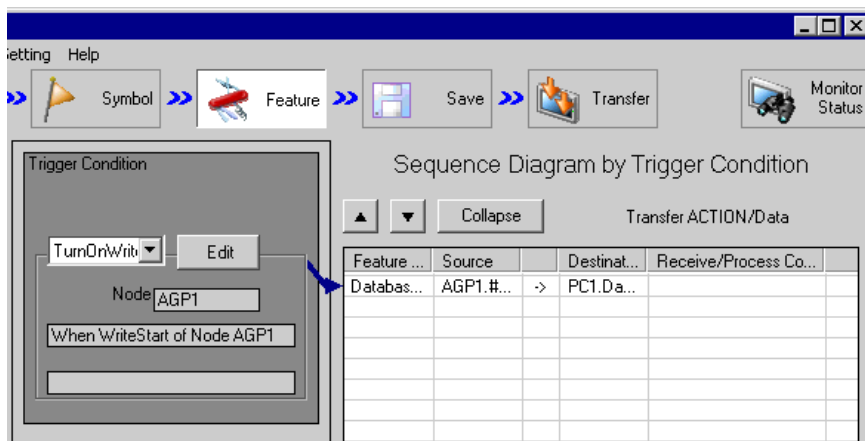 Setting Help
Symbol Feature Save Transfer Monitor Status
Trigger Condition
Sequence Diagram by Trigger Condition
Collapse
Transfer ACTION/Data
TurnOnWrit
Edit
Node AGP1
When WriteStart of Node AGP1
Feature ... Source Destinat... Receive/Process Co...
Databas... AGP1.#... -> PC1.Da...